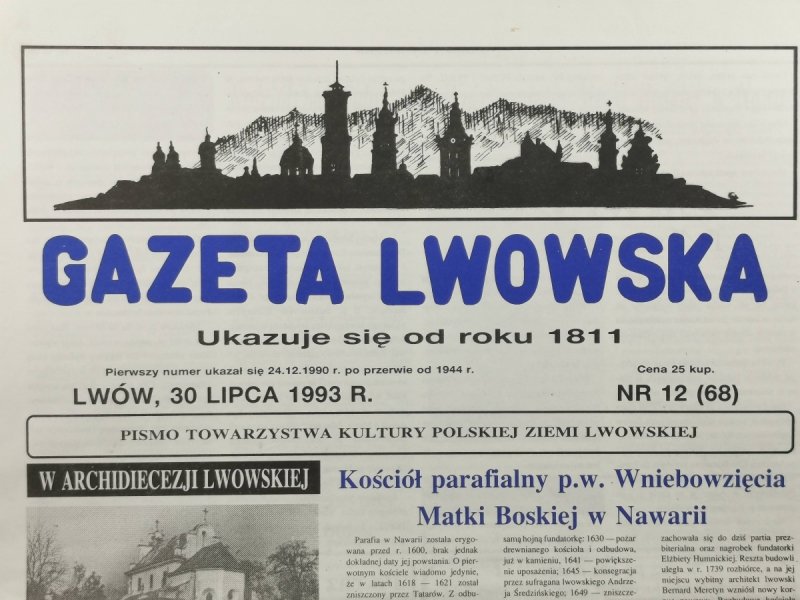 GAZETA LWOWSKA
Ukazuje się od roku 1811
Pierwszy numer ukazał się 24.12.1990 r. po przerwie od 1944 r.
Cena 25 kup.
LWÓW, 30 LIPCA 1993 R.
NR 12 (68)
PISMO TOWARZYSTWA KULTURY POLSKIEJ ZIEMI LWOWSKIEJ
W ARCHIDIECEZJI LWOWSKIEJ
Kościół parafialny p.w. Wniebowzięcia
Matki Boskiej w Nawarii
Parafia w Nawarii została erygo-
wana przed r. 1600, brak jednak
dokładnej daty jej powstania. O pier-
wotnym kościele wiadomo jedynie,
że w latach 1618 — 1621 został
zniszczony przez Tatarów. Z odbu-
samą hojną fundatorkę: 1630 — pożar
drewnianego kościoła i odbudowa,
już w kamieniu, 1641 — powiększe-
nie uposażenia; 1645 — konsegracja
przez sufragana lwowskiego Andrze-
ja Średzińskiego; 1649 — zniszcze-
zachowała się do dziś partia prez-
biterialna oraz nagrobek fundatorki
Elżbiety Humnickiej. Reszta budowli
uległa w r. 1739 rozbiórce, a na jej
miejscu wybitny architekt lwowski
Bernard Meretyn wzniósł nowy kor-